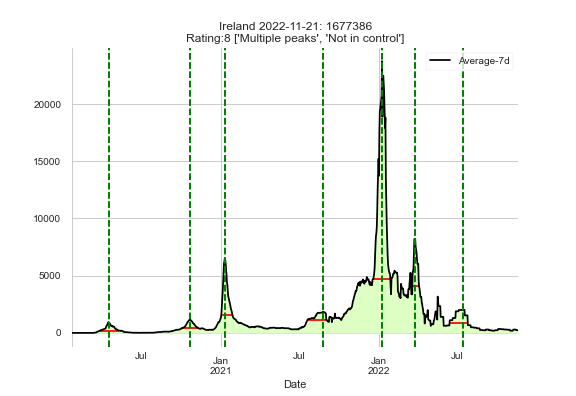 Ireland 2022-11-21: 1677386
Rating:8 ['Multiple peaks', 'Not in control']
Average-7d
20000
15000
10000
5000
0
Jul
Jan
2021
Jul
Jan
2022
Jul
Date